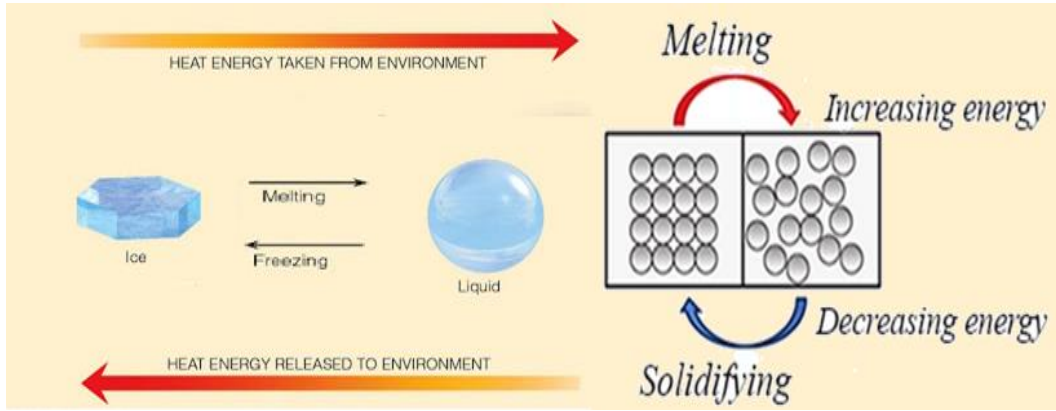 HEAT ENERGY TAKEN FROM ENVIRONMENT
Melting
Increasing energy
Melting
Freezing
Ice
Liquid
Decreasing energy
HEAT ENERGY RELEASED TO ENVIRONMENT
Solidifying